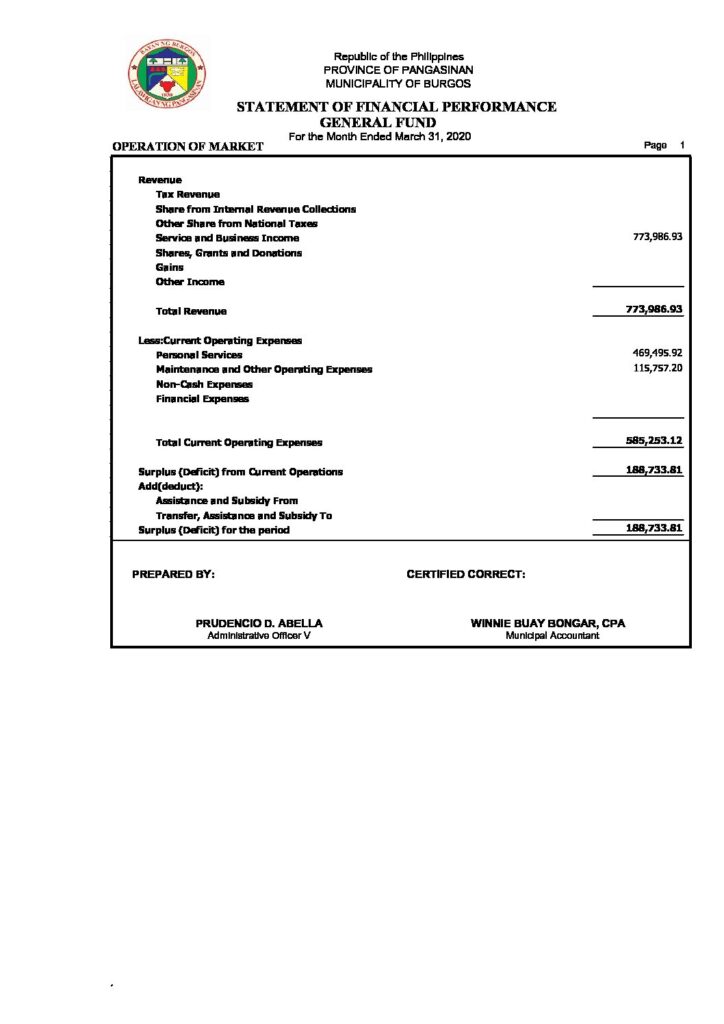 BAYAN NG BURGOS
LALAWIGAN NG PANGASINAN
Republic of the Philippines
PROVINCE OF PANGASINAN
MUNICIPALITY OF BURGOS
STATEMENT OF FINANCIAL PERFORMANCE
GENERAL FUND
For the Month Ended March 31, 2020
OPERATION OF MARKET Page 1
Revenue
Tax Revenue
Share from Internal Revenue Collections
Other Share from National Taxes
Service and Business Income 773,986.93
Shares, Grants and Donations
Gains
Other Income
Total Revenue 773,986.93
Less:Current Operating Expenses
Personal Services 469,495.92
Maintenance and Other Operating Expenses 115,757.20
Non-Cash Expenses
Financial Expenses
Total Current Operating Expenses 585,253.12
Surplus (Deficit) from Current Operations 188,733.81
Add(deduct):
Assistance and Subsidy From
Transfer, Assistance and Subsidy To
Surplus (Deficit) for the period 188,733.81
PREPARED BY: CERTIFIED CORRECT:
PRUDENCIO D. ABELLA WINNIE BUAY BONGAR, CPA
Administrative Officer V Municipal Accountant